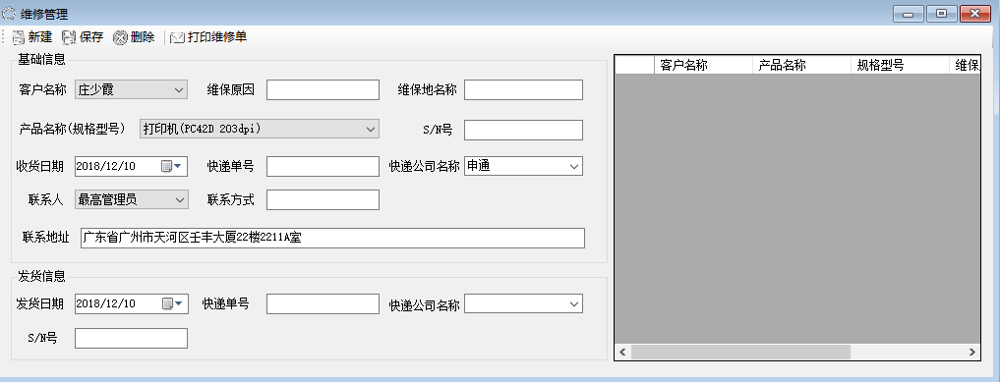 维修管理
新建 保存 删除 打印维修单
基础信息
客户名称 庄少霞 维保原因 维保地名称
产品名称(规格型号) 打印机(PC42D 203dpi) S/N号
收货日期 2018/12/10 快递单号 快递公司名称 申通
联系人 最高管理员 联系方式
联系地址 广东省广州市天河区壬丰大厦22楼2211A室
发货信息
发货日期 2018/12/10 快递单号 快递公司名称
S/N号
客户名称 产品名称 规格型号 维保